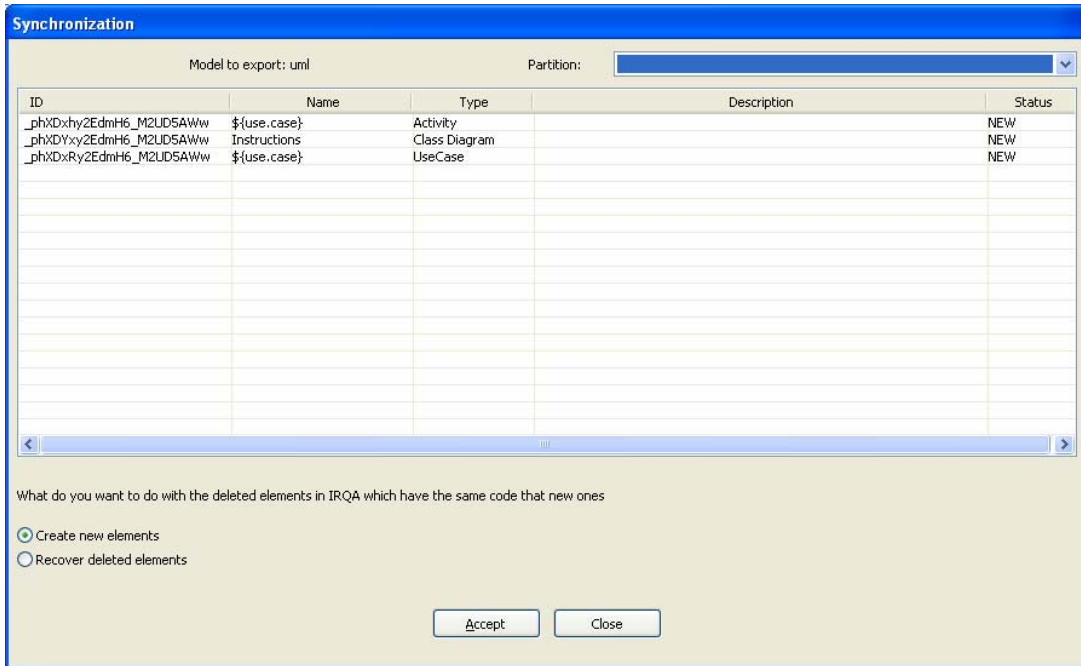 Synchronization
Model to export: uml Partition:
ID Name Type Description Status
_phXDxhy2EdmH6_M2UD5AWw ${use.case} Activity NEW
_phXDYxy2EdmH6_M2UD5AWw Instructions Class Diagram NEW
_phXDxRy2EdmH6_M2UD5AWw ${use.case} UseCase NEW
What do you want to do with the deleted elements in IRQA which have the same code that new ones
Create new elements
Recover deleted elements
Accept Close